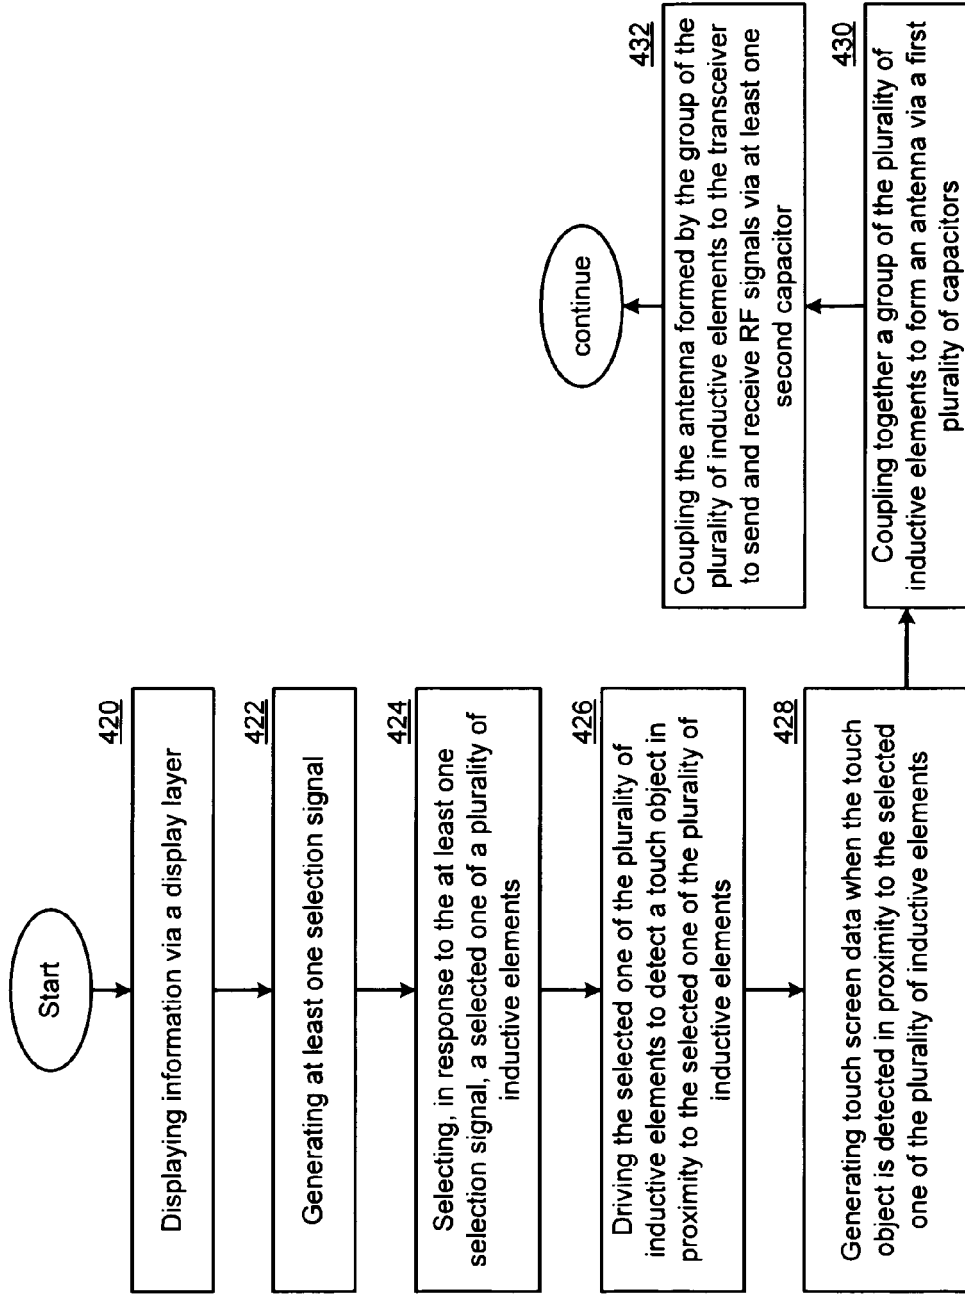 Start
420
Displaying information via a display layer
422
Generating at least one selection signal
424
Selecting, in response to the at least one
selection signal, a selected one of a plurality of
inductive elements
426
Driving the selected one of the plurality of
inductive elements to detect a touch object in
proximity to the selected one of the plurality of
inductive elements
428
Generating touch screen data when the touch
object is detected in proximity to the selected
one of the plurality of inductive elements
430
Coupling together a group of the plurality of
inductive elements to form an antenna via a first
plurality of capacitors
432
Coupling the antenna formed by the group of the
plurality of inductive elements to the transceiver
to send and receive RF signals via at least one
second capacitor
continue